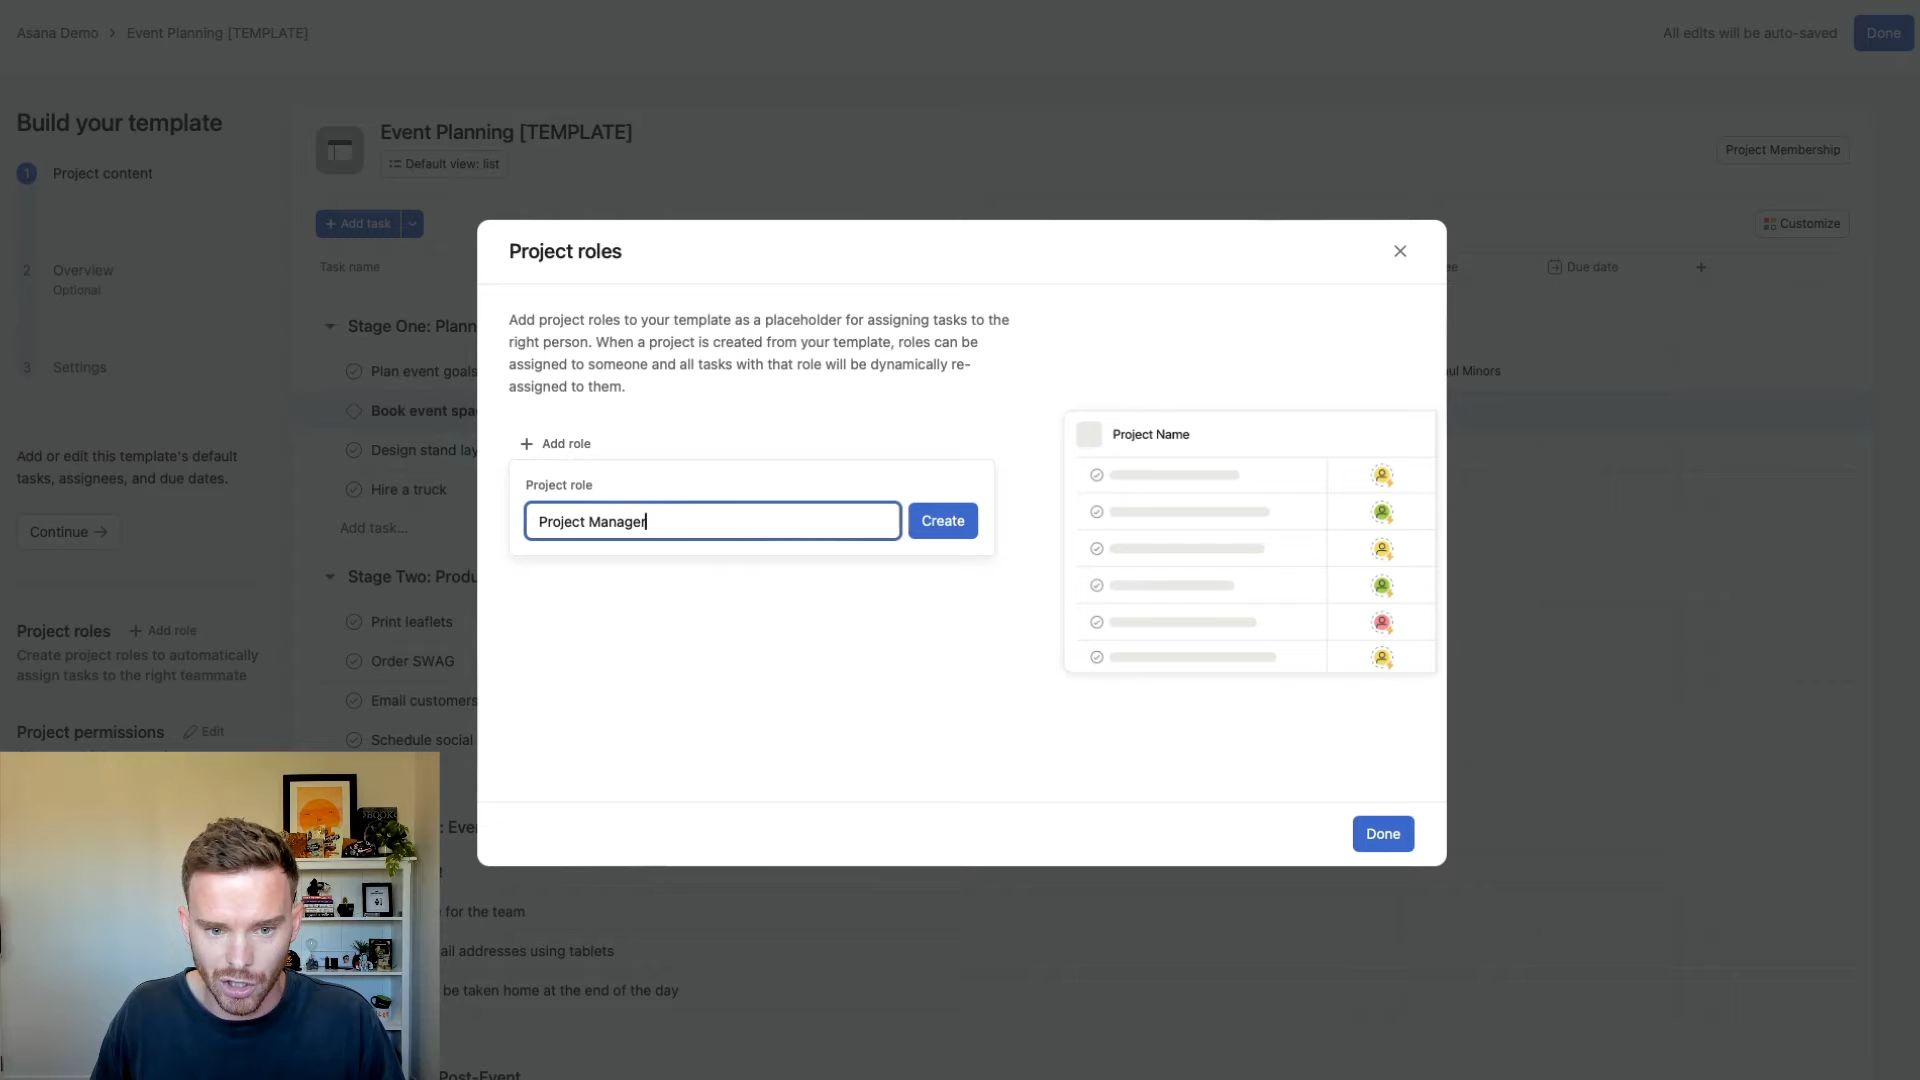 Asana Demo > Event Planning [TEMPLATE]
All edits will be auto-saved
Done
Build your template
1 Project content
2 Overview
Optional
3 Settings
Add or edit this template's default
tasks, assignees, and due dates.
Continue →
Project roles + Add role
Create project roles to automatically
assign tasks to the right teammate
Project permissions Edit
Event Planning [TEMPLATE]
Default view: list
Project Membership
+ Add task
Customize
Task name
Due date +
Stage One: Plann
Plan event goals
ul Minors
Book event spa
Design stand lay
Hire a truck
Add task...
Stage Two: Produ
Print leaflets
Order SWAG
Email customers
Schedule social
: Eve
for the team
ail addresses using tablets
be taken home at the end of the day
Post-Event
Project roles
Add project roles to your template as a placeholder for assigning tasks to the
right person. When a project is created from your template, roles can be
assigned to someone and all tasks with that role will be dynamically re-
assigned to them.
+ Add role
Project role
Project Manager
Create
Project Name
Done